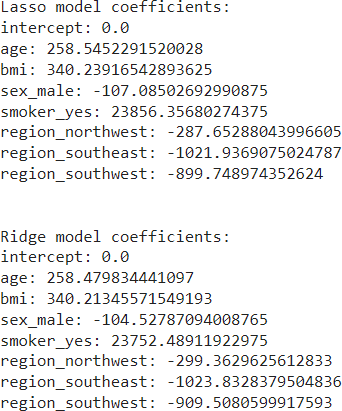 Lasso model coefficients:
intercept: 0.0
age: 258.5452291520028
bmi: 340.23916542893625
sex_male: -107.08502692990875
smoker_yes: 23856.35680274375
region_northwest: -287.65288043996605
region_southeast: -1021.9369075024787
region_southwest: -899.748974352624
Ridge model coefficients:
intercept: 0.0
age: 258.479834441097
bmi: 340.21345571549193
sex_male: -104.52787094008765
smoker_yes: 23752.48911922975
region_northwest: -299.3629625612833
region_southeast: -1023.8328379504836
region_southwest: -909.5080599917593